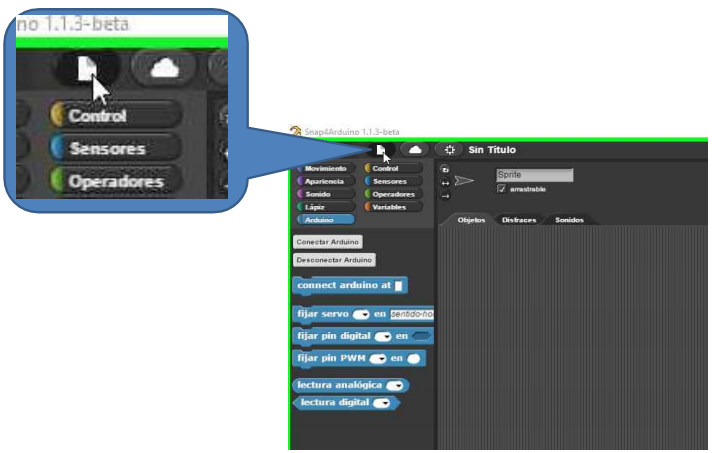 no 1.1.3-beta
Control
Sensores
Operadores
Snap4Arduino 1.1.3-beta
Sin Título
Movimiento Control
Apariencia Sensores
Sonido Operadores
Lápiz Variables
Arduino
Sprite
arrastrable
Objetos Disfraces Sonidos
Conectar Arduino
Desconectar Arduino
connect arduino at
fijar servo en sentido-ho
fijar pin digital en
fijar pin PWM en
lectura analógica
lectura digital